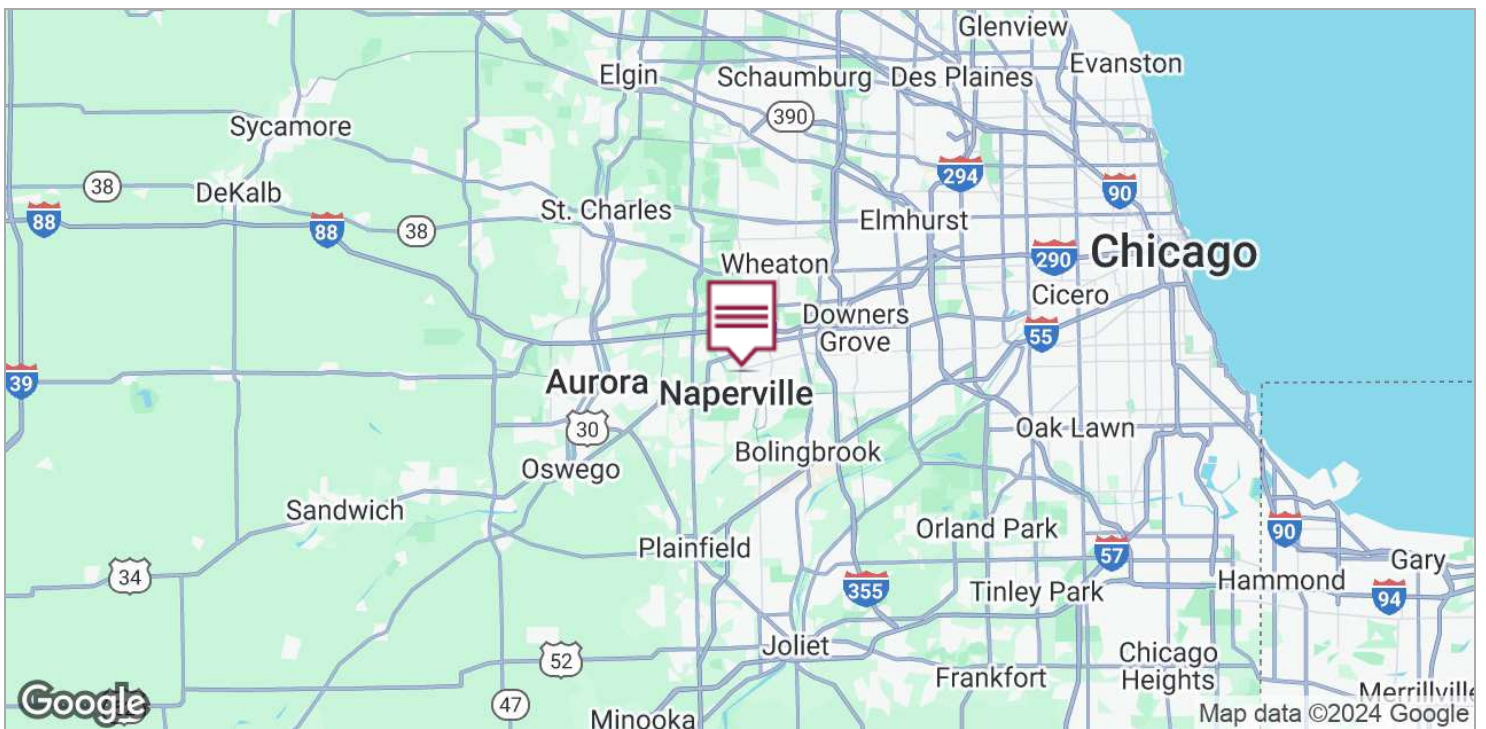 Glenview
Elgin
Schaumburg
Des Plaines
Evanston
390
Sycamore
294
38
DeKalb
90
St. Charles
Elmhurst
88
88
38
290
Chicago
Wheaton
Cicero
Downers
Grove
55
39
Aurora
Naperville
30
Oak Lawn
Bolingbrook
Oswego
Sandwich
Orland Park
90
Plainfield
57
Gary
34
355
Tinley Park
Hammond
94
Joliet
52
Chicago
Heights
Frankfort
Merrillville
Google
47
Minooka
Map data ©2024 Google